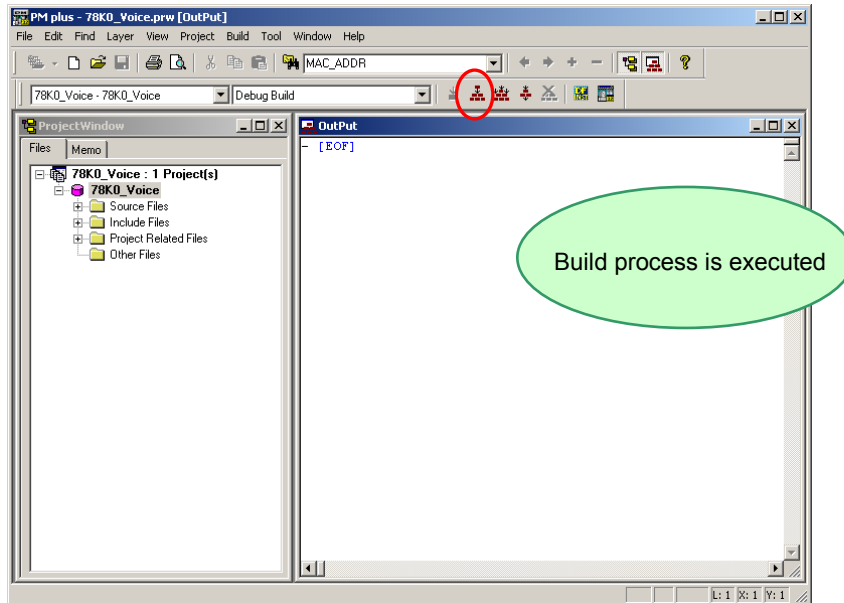 PM plus - 78K0_Voice.prw [OutPut]
File Edit Find Layer View Project Build Tool Window Help
MAC_ADDR
78K0_Voice - 78K0_Voice Debug Build
ProjectWindow
OutPut
Files Memo
- [EOF]
78K0_Voice : 1 Project(s)
78K0_Voice
Source Files
Include Files
Project Related Files
Other Files
Build process is executed
L: 1 X: 1 Y: 1